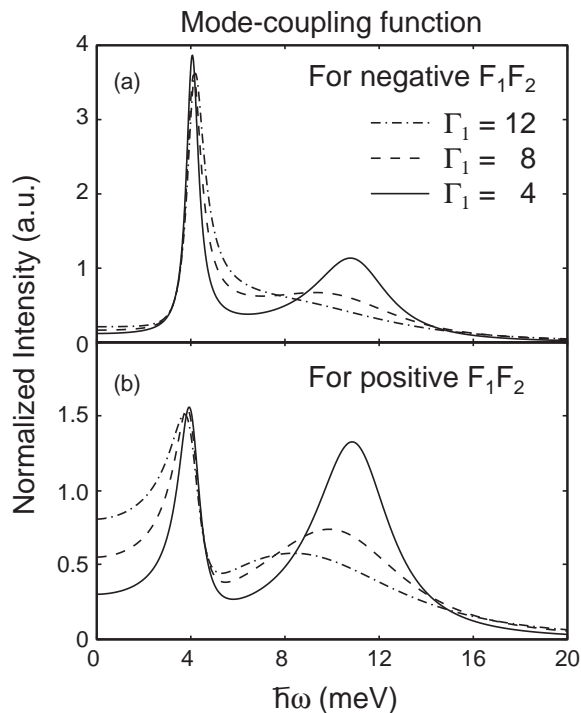 Mode-coupling function
(a)
For negative F₁F₂
Γ₁ = 12
Γ₁ = 8
Γ₁ = 4
4
3
2
1
0
Normalized Intensity (a.u.)
(b)
For positive F₁F₂
1.5
1.0
0.5
0
0 4 8 12 16 20
ħω (meV)